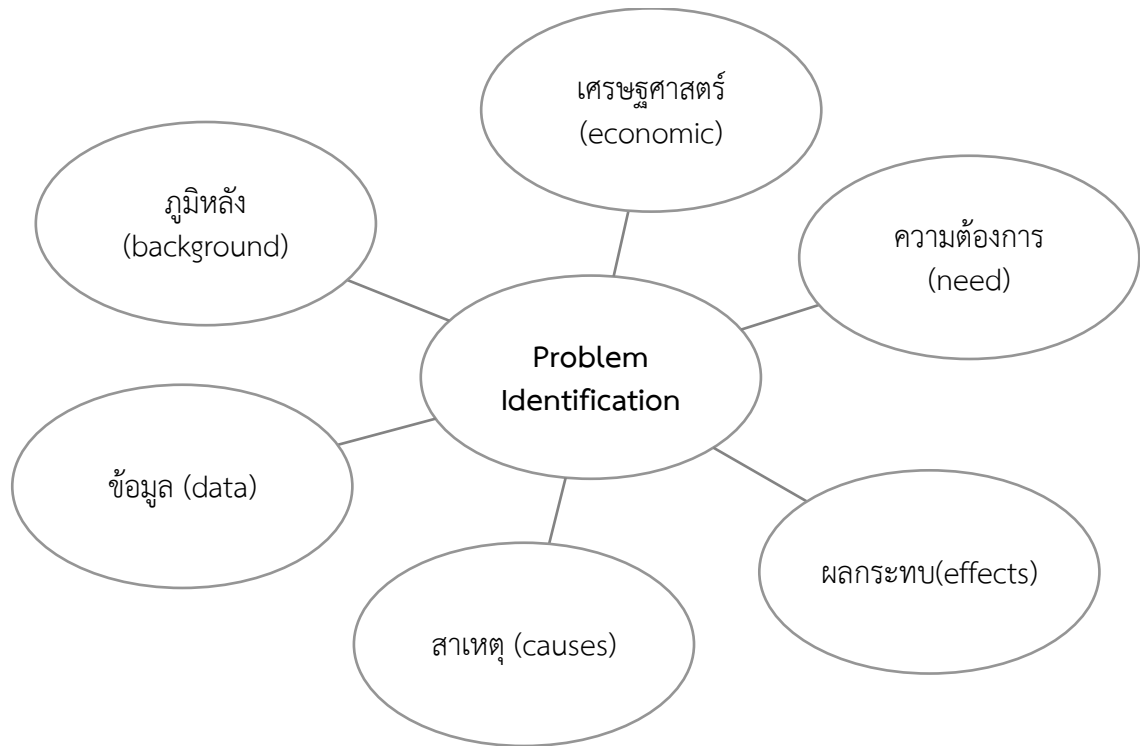 เศรษฐศาสตร์
(economic)
ภูมิหลัง
(background)
ความต้องการ
(need)
Problem
Identification
ข้อมูล (data)
ผลกระทบ(effects)
สาเหตุ (causes)